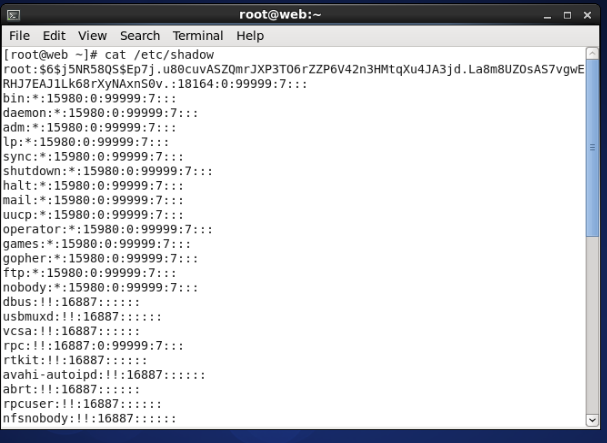 root@web:~
File Edit View Search Terminal Help
[root@web ~]# cat /etc/shadow
root:$6$j5NR58QS$Ep7j.u80cuvASZQmrJXP3TO6rZZP6V42n3HMtqXu4JA3jd.La8m8UZOsAS7vgwE
RHJ7EAJ1Lk68rXyNAxnS0v.:18164:0:99999:7:::
bin:*:15980:0:99999:7:::
daemon:*:15980:0:99999:7:::
adm:*:15980:0:99999:7:::
lp:*:15980:0:99999:7:::
sync:*:15980:0:99999:7:::
shutdown:*:15980:0:99999:7:::
halt:*:15980:0:99999:7:::
mail:*:15980:0:99999:7:::
uucp:*:15980:0:99999:7:::
operator:*:15980:0:99999:7:::
games:*:15980:0:99999:7:::
gopher:*:15980:0:99999:7:::
ftp:*:15980:0:99999:7:::
nobody:*:15980:0:99999:7:::
dbus:!!:16887::::::
usbmuxd:!!:16887::::::
vcsa:!!:16887::::::
rpc:!!:16887:0:99999:7:::
rtkit:!!:16887::::::
avahi-autoipd:!!:16887::::::
abrt:!!:16887::::::
rpcuser:!!:16887::::::
nfsnobody:!!:16887::::::